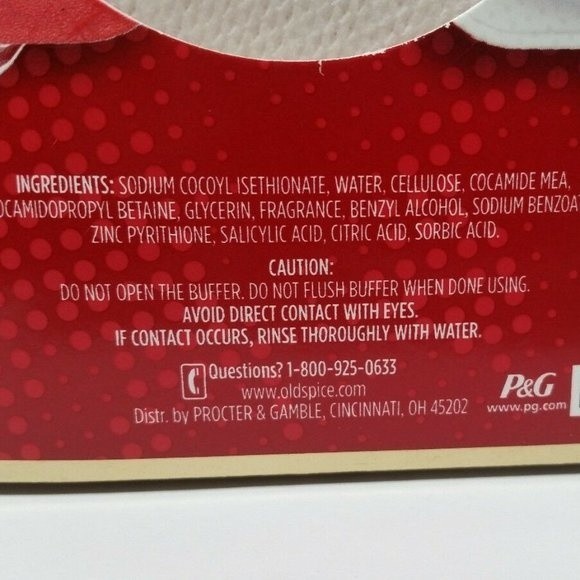 INGREDIENTS: SODIUM COCOYL ISETHIONATE, WATER, CELLULOSE, COCAMIDE MEA,
OCAMIDOPROPYL BETAINE, GLYCERIN, FRAGRANCE, BENZYL ALCOHOL, SODIUM BENZOAT
ZINC PYRITHIONE, SALICYLIC ACID, CITRIC ACID, SORBIC ACID.
CAUTION:
DO NOT OPEN THE BUFFER. DO NOT FLUSH BUFFER WHEN DONE USING.
AVOID DIRECT CONTACT WITH EYES.
IF CONTACT OCCURS, RINSE THOROUGHLY WITH WATER.
Questions? 1-800-925-0633
www.oldspice.com
Distr. by PROCTER & GAMBLE, CINCINNATI, OH 45202
P&G
www.pg.com